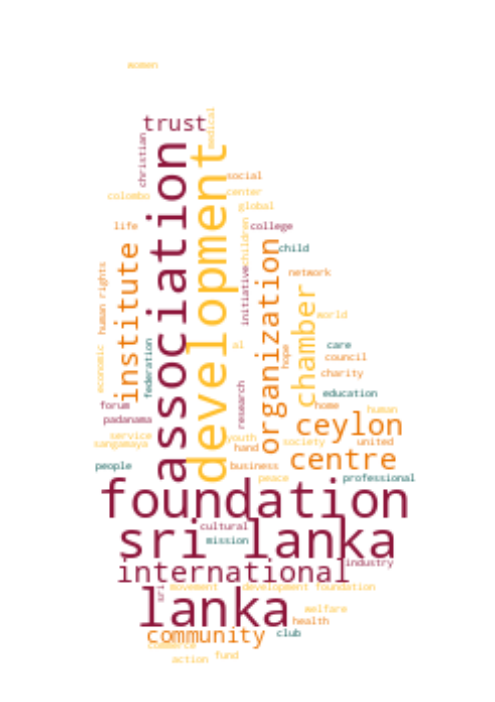 women
trust
medical
christian
association
development
social
colombo
center
global
life
college
institute
organization
children
child
human rights
initiative
network
chamber
world
economic
federation
al
hope
care
council
charity
research
education
forum
home
human
padanama
ceylon
service
youth
sangamaya
hand
society
united
centre
people
business
peace
professional
foundation
cultural
sri lanka
mission
international
industry
sri
movement
development foundation
lanka
welfare
health
community
club
commerce
action
fund